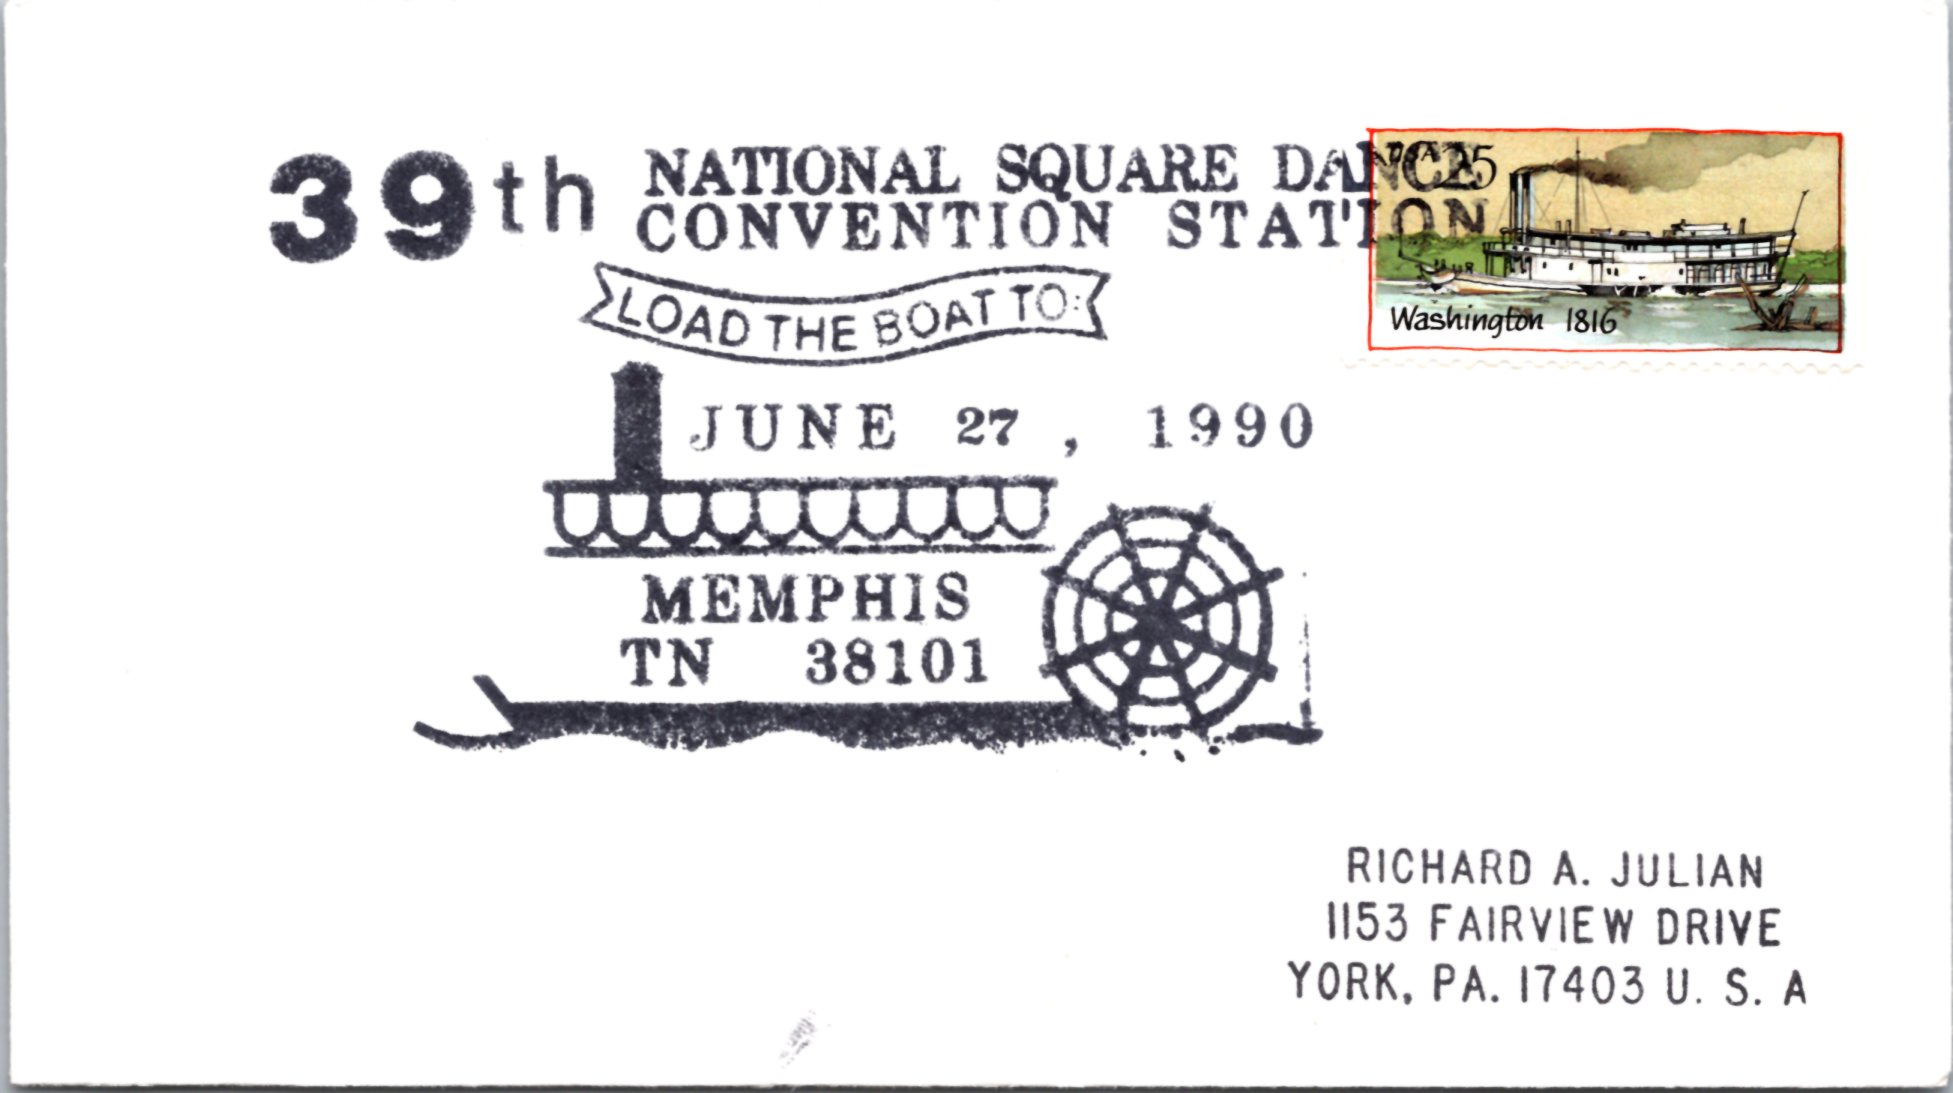 39th NATIONAL SQUARE DANCE
CONVENTION STATION
LOAD THE BOAT TO:
JUNE 27, 1990
MEMPHIS
TN 38101
USA 25
Washington 1816
RICHARD A. JULIAN
1153 FAIRVIEW DRIVE
YORK, PA. 17403 U. S. A